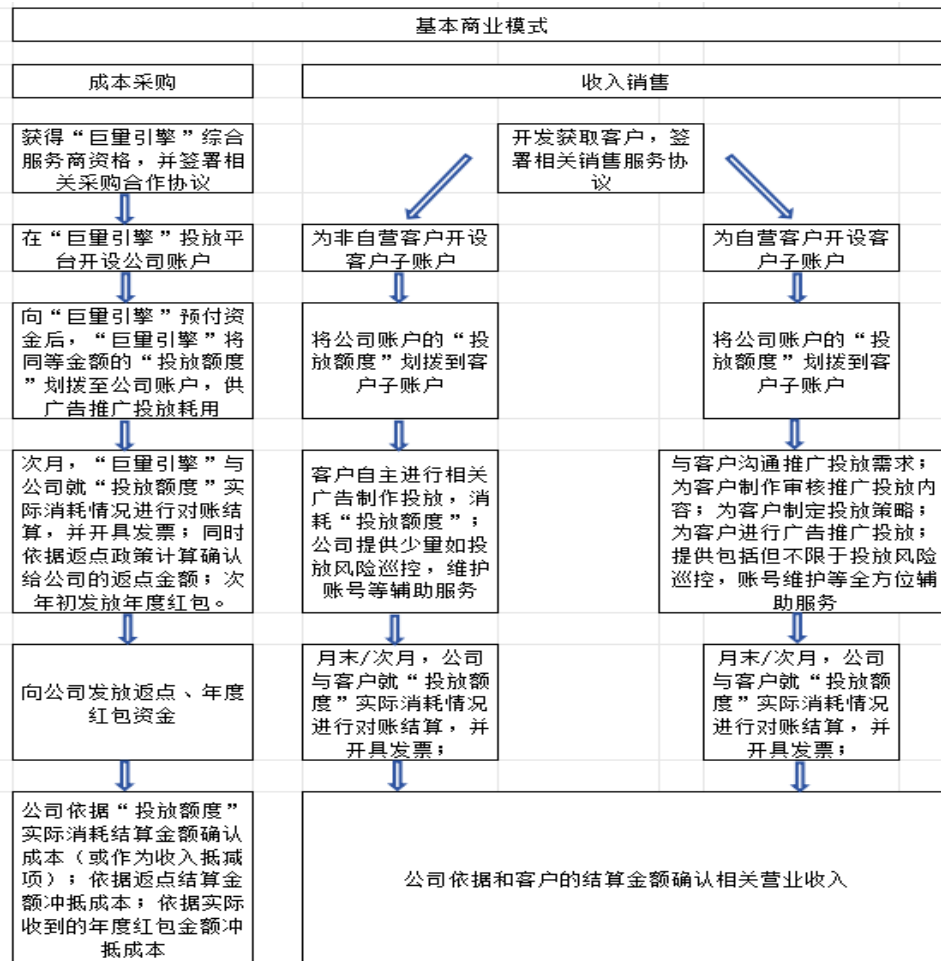 基本商业模式
成本采购
收入销售
获得“巨量引擎”综合
服务商资格，并签署相
关采购合作协议
开发获取客户，签
署相关销售服务协
议
在“巨量引擎”投放平
台开设公司账户
为非自营客户开设
客户子账户
为自营客户开设客
户子账户
向“巨量引擎”预付资
金后，“巨量引擎”将
同等金额的“投放额度
”划拨至公司账户，供
广告推广投放耗用
将公司账户的“投
放额度”划拨到客
户子账户
将公司账户的“投
放额度”划拨到客
户子账户
次月，“巨量引擎”与
公司就“投放额度”实
际消耗情况进行对账结
算，并开具发票；同时
依据返点政策计算确认
给公司的返点金额；次
年初发放年度红包。
客户自主进行相关
广告制作投放，消
耗“投放额度”；
公司提供少量如投
放风险巡控，维护
账号等辅助服务
与客户沟通推广投放需求；
为客户制作审核推广投放内
容；为客户制定投放策略；
为客户进行广告推广投放；
提供包括但不限于投放风险
巡控，账号维护等全方位辅
助服务
向公司发放返点、年度
红包资金
月末/次月，公司
与客户就“投放额
度”实际消耗情况
进行对账结算，并
开具发票；
月末/次月，公司
与客户就“投放额
度”实际消耗情况
进行对账结算，并
开具发票；
公司依据“投放额度”
实际消耗结算金额确认
成本（或作为收入抵减
项）；依据返点结算金
额冲抵成本；依据实际
收到的年度红包金额冲
抵成本
公司依据和客户的结算金额确认相关营业收入